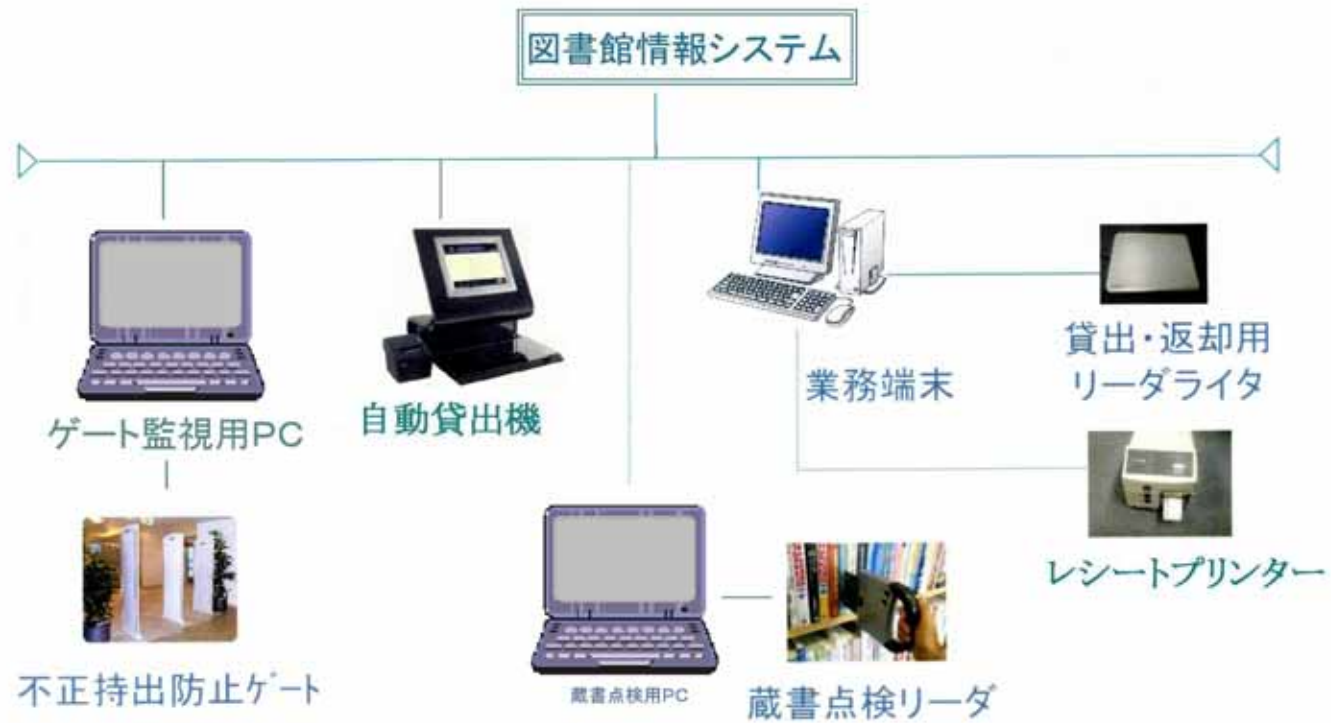 図書館情報システム
ゲート監視用PC
自動貸出機
業務端末
貸出・返却用
リーダライタ
レシートプリンター
不正持出防止ゲート
蔵書点検用PC
蔵書点検リーダ